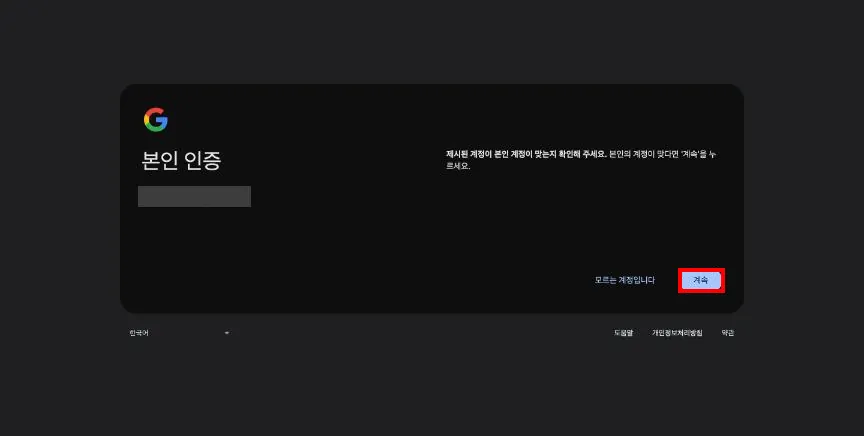 본인 인증
제시된 계정이 본인 계정이 맞는지 확인해 주세요. 본인의 계정이 맞다면 '계속'을 누
르세요.
모르는 계정입니다
계속
한국어
도움말
개인정보처리방침
약관